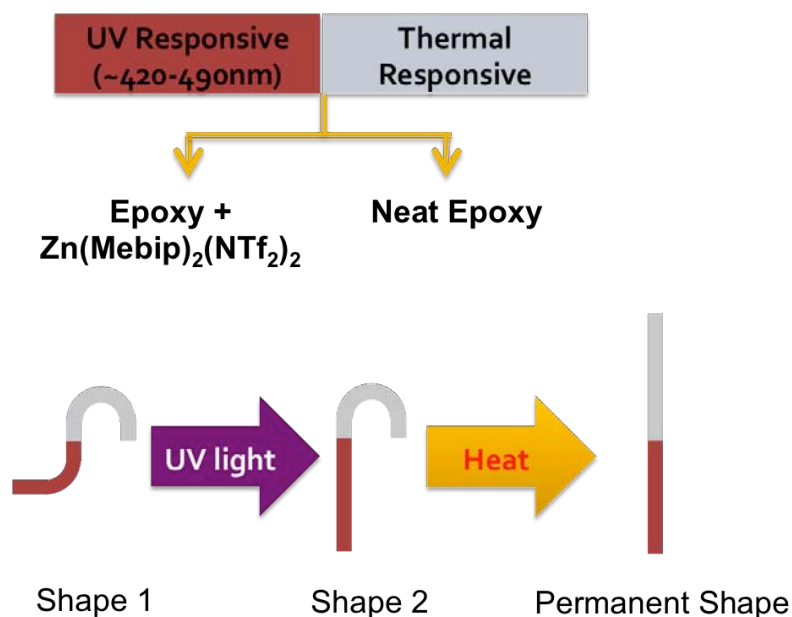 UV Responsive
(~420-490nm)
Thermal
Responsive
Epoxy +
Zn(Mebip)₂(NTf₂)₂
Neat Epoxy
UV light
Heat
Shape 1
Shape 2
Permanent Shape